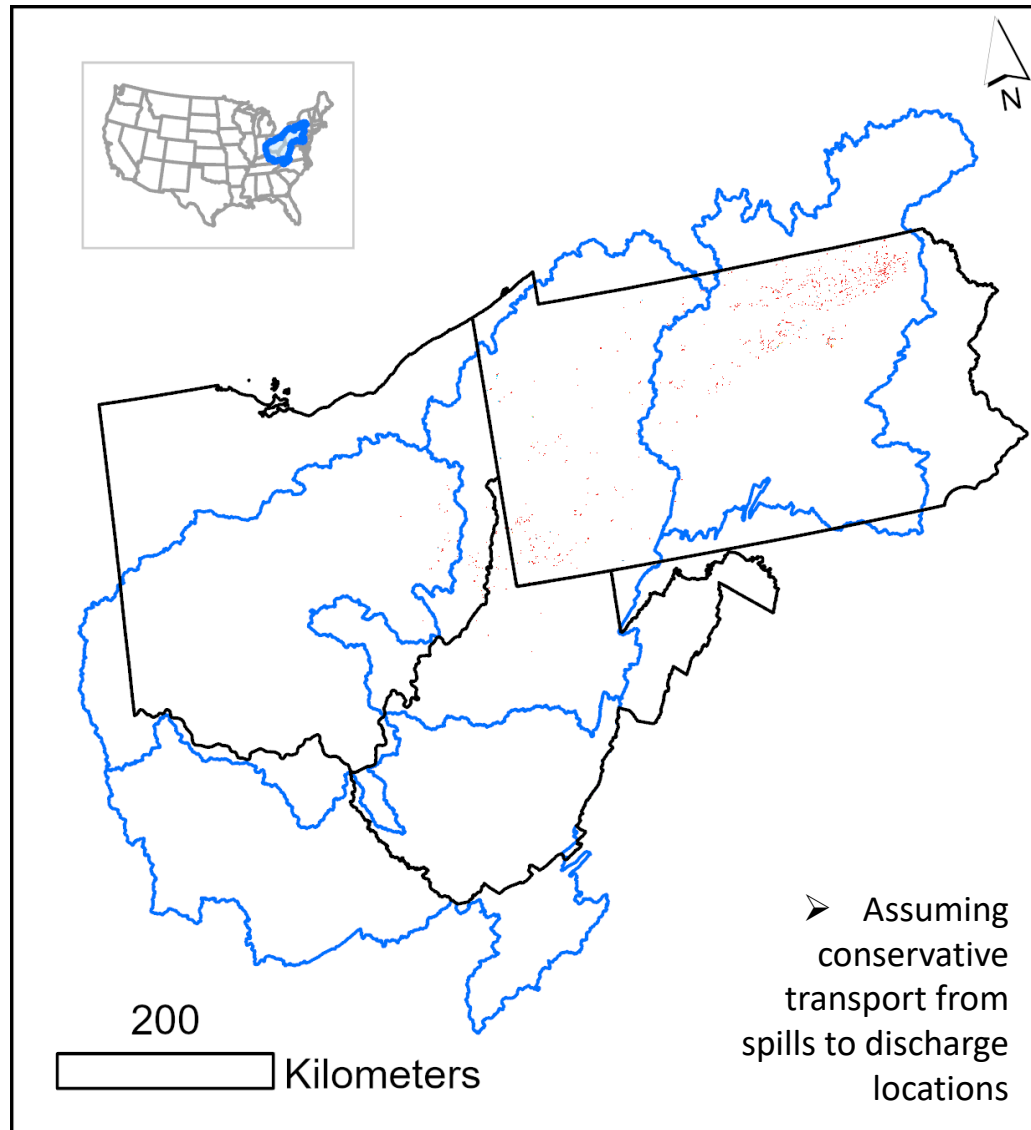 N
➢ Assuming
conservative
transport from
spills to discharge
locations
200
Kilometers